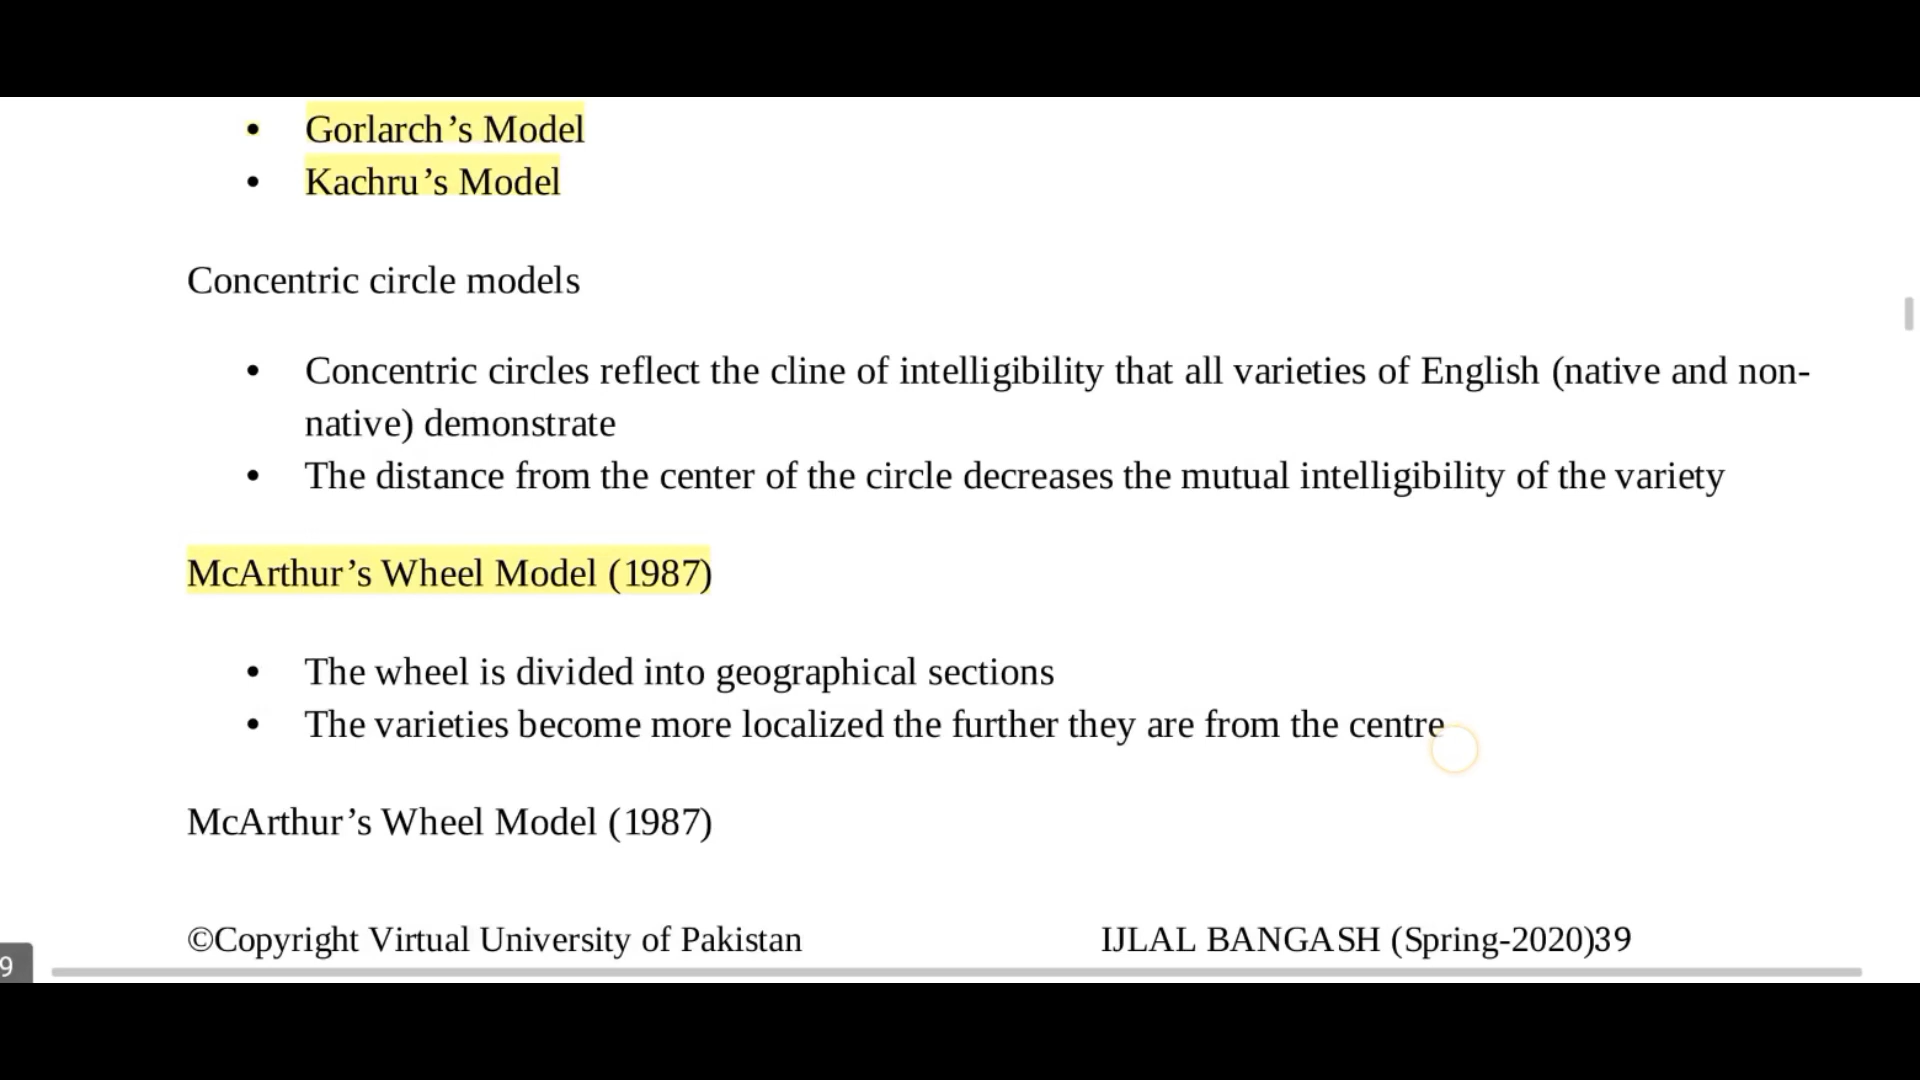 • Gorlarch’s Model
• Kachru’s Model
Concentric circle models
• Concentric circles reflect the cline of intelligibility that all varieties of English (native and non-
native) demonstrate
• The distance from the center of the circle decreases the mutual intelligibility of the variety
McArthur’s Wheel Model (1987)
• The wheel is divided into geographical sections
• The varieties become more localized the further they are from the centre
McArthur’s Wheel Model (1987)
©Copyright Virtual University of Pakistan IJLAL BANGASH (Spring-2020)39
9